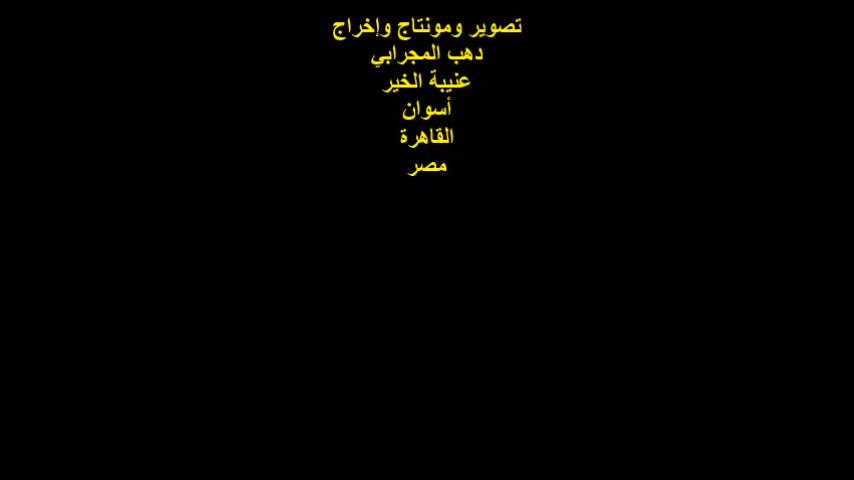 تصوير ومونتاج وإخراج
دهب المجرابي
عنيبة الخير
أسوان
القاهرة
مصر